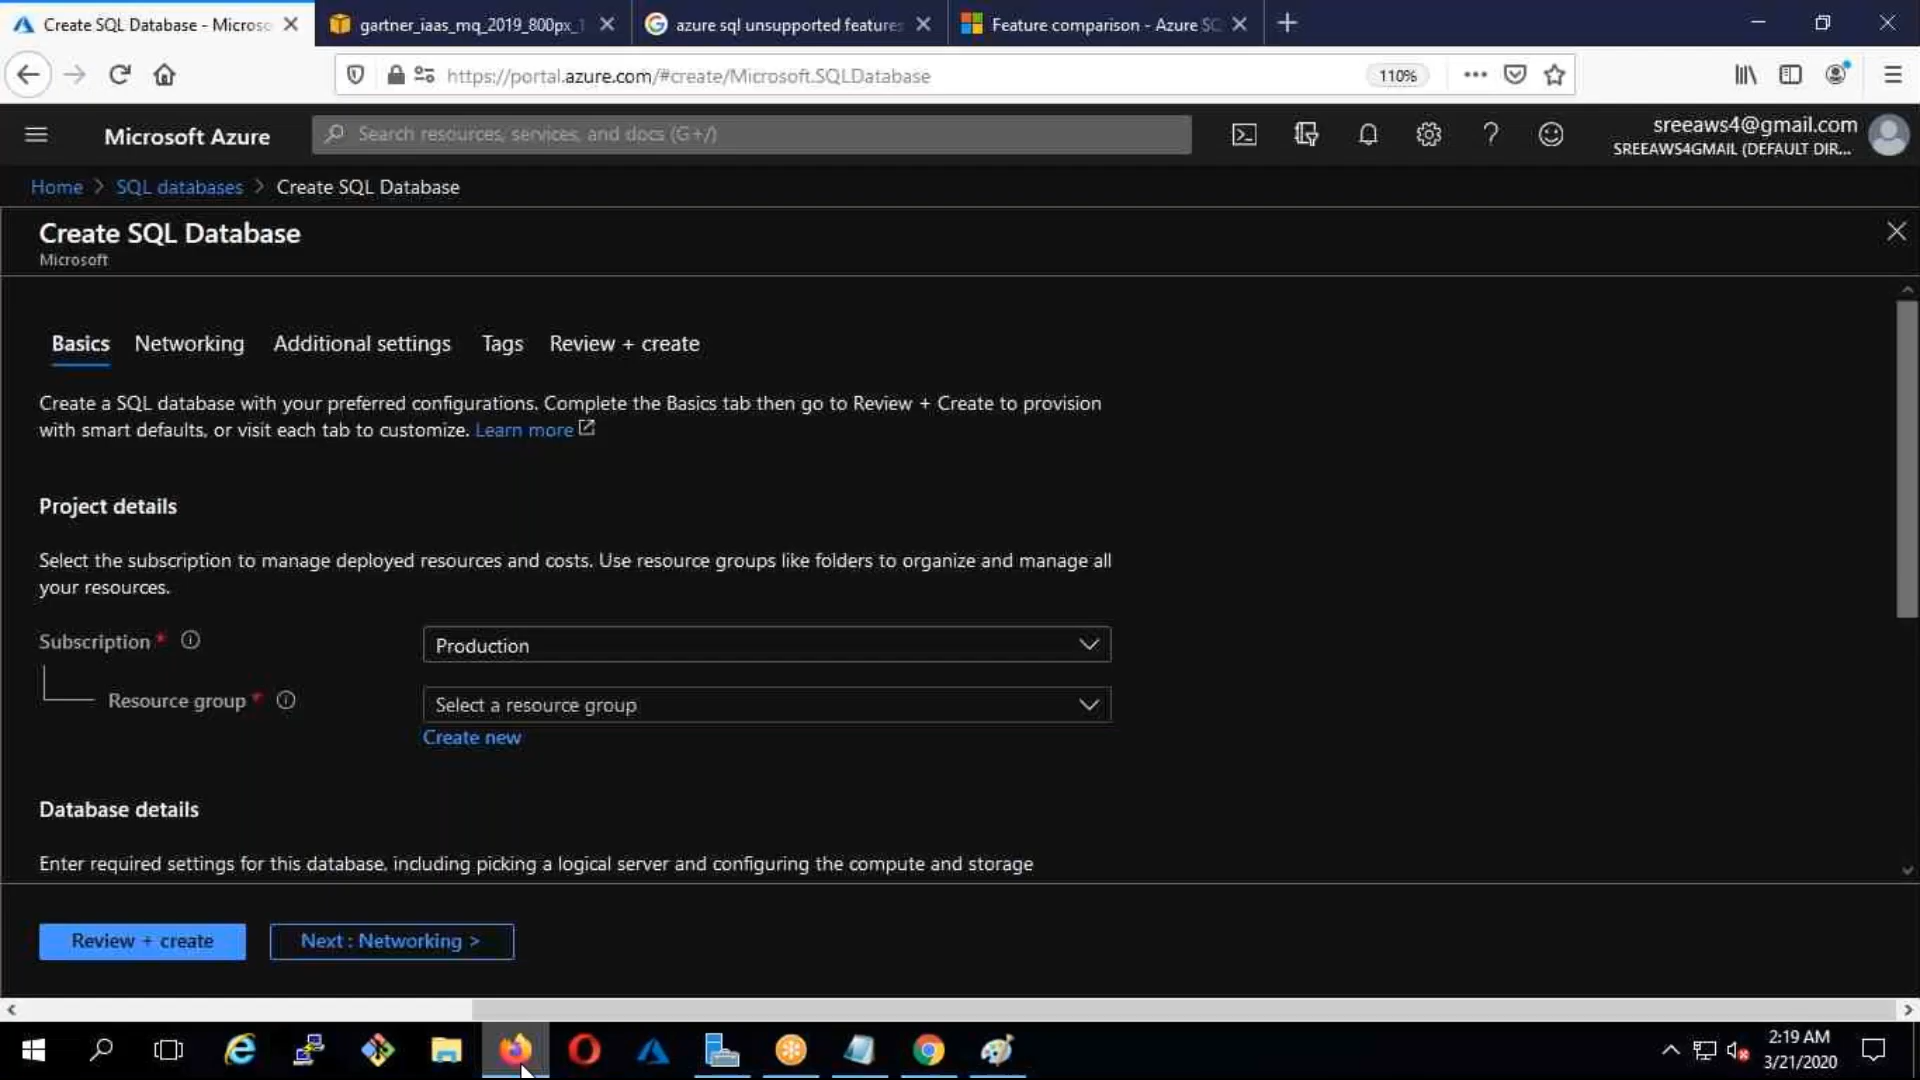 Create SQL Database - Microso
gartner_iaas_mq_2019_800px_1
azure sql unsupported features
Feature comparison - Azure SQ
https://portal.azure.com/#create/Microsoft.SQLDatabase
110%
Microsoft Azure
Search resources, services, and docs (G+/)
sreeaws4@gmail.com
SREEAWS4GMAIL (DEFAULT DIR...
Home > SQL databases > Create SQL Database
Create SQL Database
Microsoft
Basics Networking Additional settings Tags Review + create
Create a SQL database with your preferred configurations. Complete the Basics tab then go to Review + Create to provision
with smart defaults, or visit each tab to customize. Learn more
Project details
Select the subscription to manage deployed resources and costs. Use resource groups like folders to organize and manage all
your resources.
Subscription *
Production
Resource group *
Select a resource group
Create new
Database details
Enter required settings for this database, including picking a logical server and configuring the compute and storage
Review + create
Next : Networking >
2:19 AM
3/21/2020